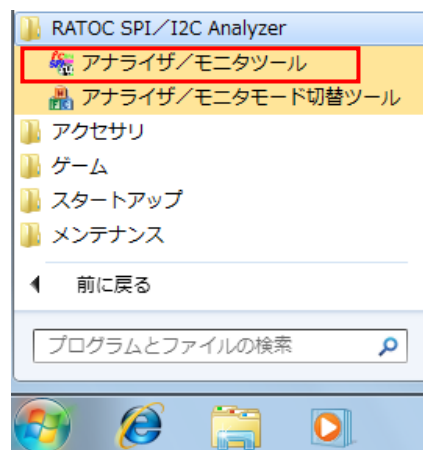 RATOC SPI／I2C Analyzer
アナライザ／モニタツール
アナライザ／モニタモード切替ツール
アクセサリ
ゲーム
スタートアップ
メンテナンス
前に戻る
プログラムとファイルの検索